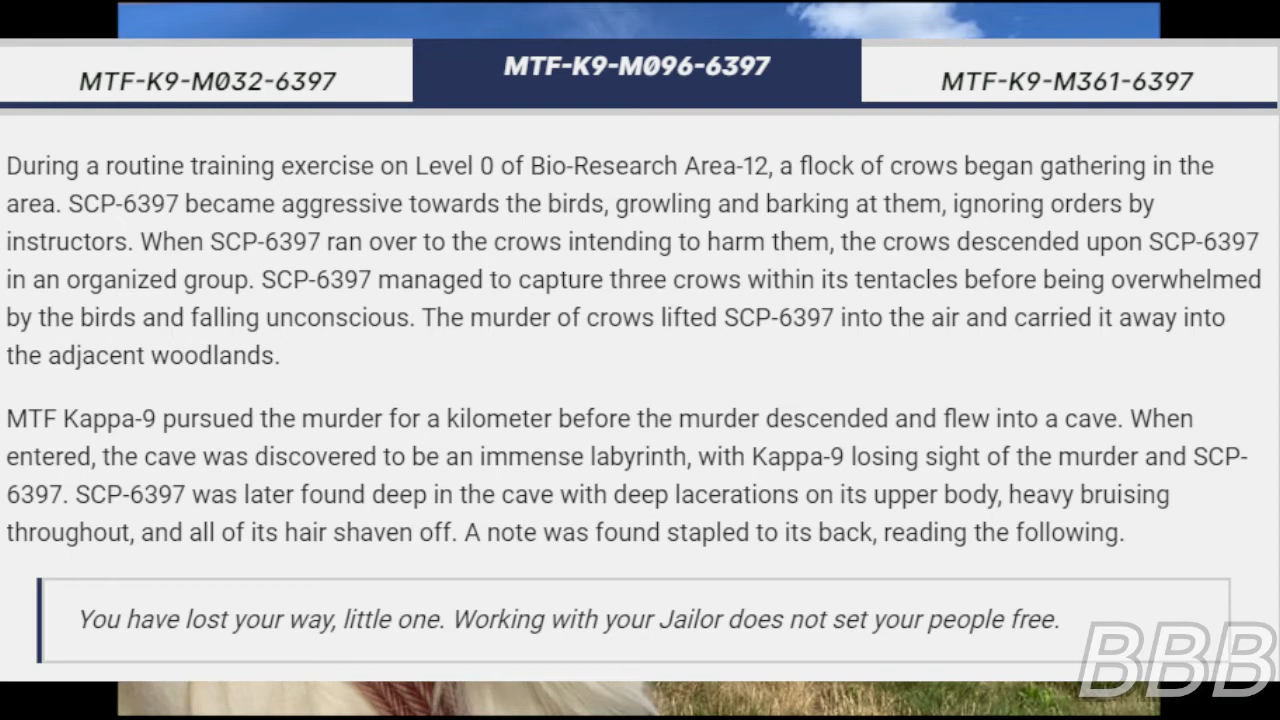 MTF-K9-M032-6397
MTF-K9-M096-6397
MTF-K9-M361-6397
During a routine training exercise on Level 0 of Bio-Research Area-12, a flock of crows began gathering in the
area. SCP-6397 became aggressive towards the birds, growling and barking at them, ignoring orders by
instructors. When SCP-6397 ran over to the crows intending to harm them, the crows descended upon SCP-6397
in an organized group. SCP-6397 managed to capture three crows within its tentacles before being overwhelmed
by the birds and falling unconscious. The murder of crows lifted SCP-6397 into the air and carried it away into
the adjacent woodlands.
MTF Kappa-9 pursued the murder for a kilometer before the murder descended and flew into a cave. When
entered, the cave was discovered to be an immense labyrinth, with Kappa-9 losing sight of the murder and SCP-
6397. SCP-6397 was later found deep in the cave with deep lacerations on its upper body, heavy bruising
throughout, and all of its hair shaven off. A note was found stapled to its back, reading the following.
You have lost your way, little one. Working with your Jailor does not set your people free.
BBB